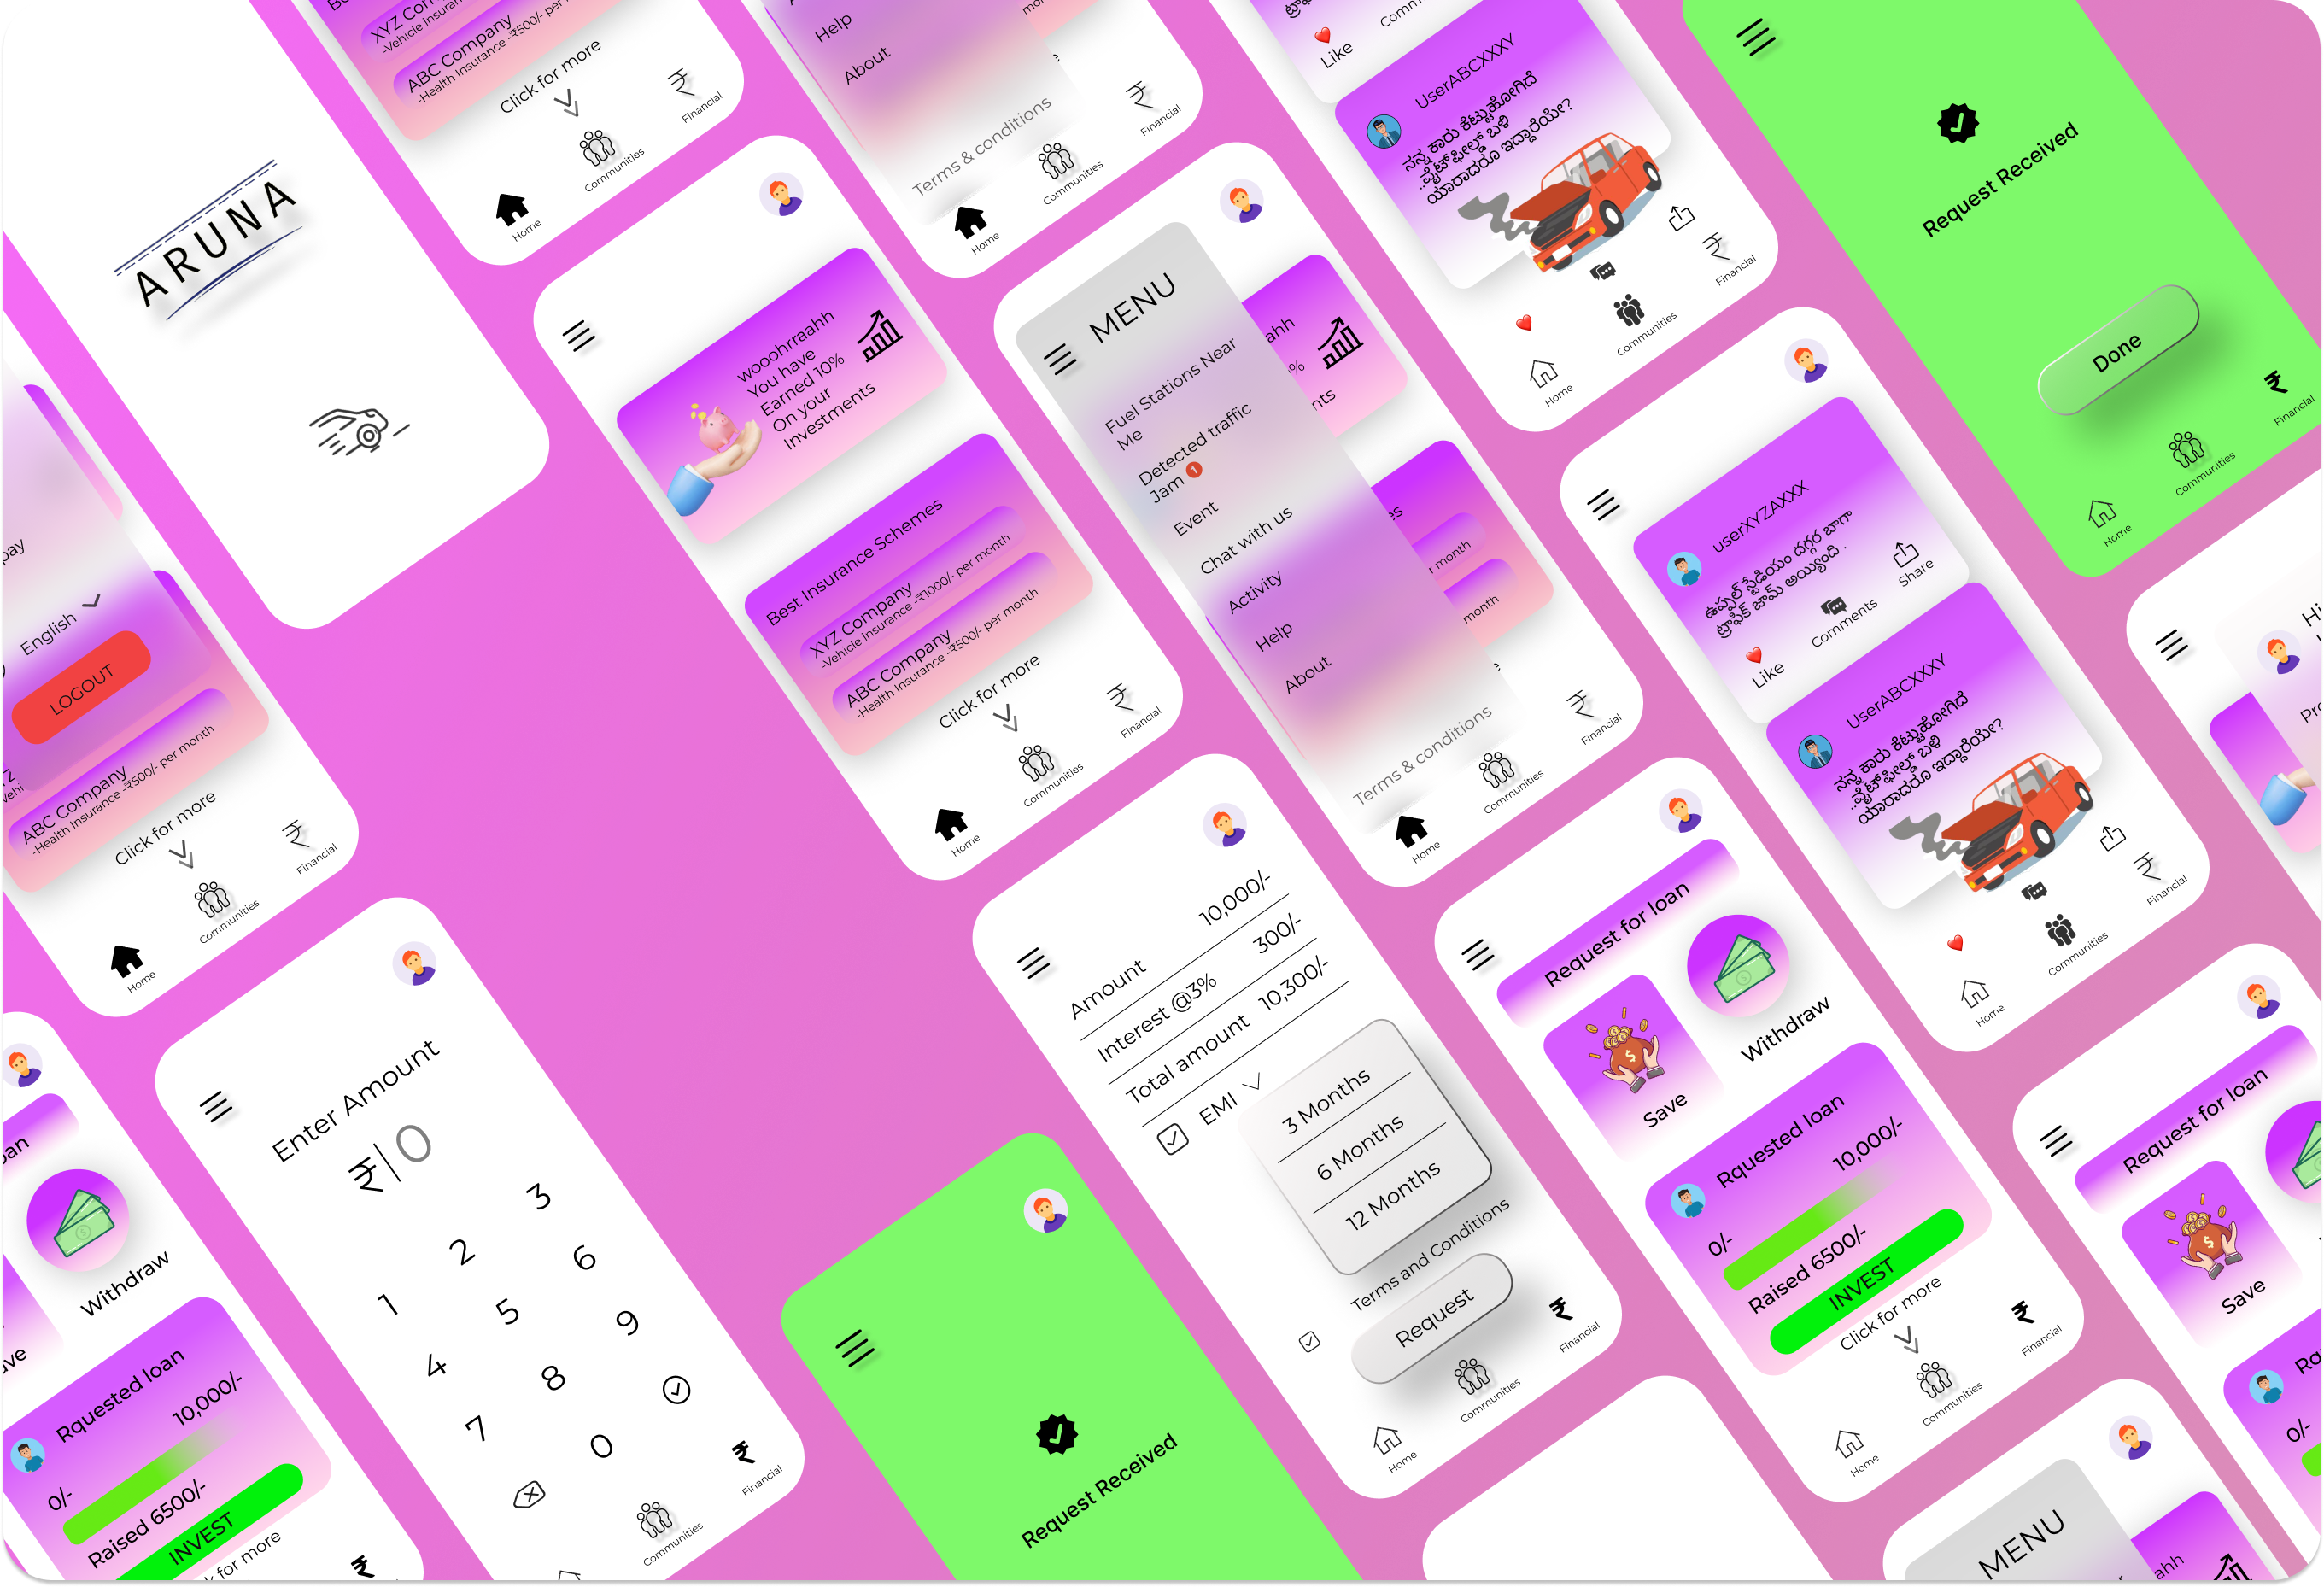 XYZ Company
-Vehicle insurance
ABC Company
-Health Insurance -₹500/- per month
Click for more
Home
Communities
Financial
Help
About
Terms & conditions
Home
Communities
Financial
Like
UserABCXXXY
ನನ್ನ ಕಾರು ಕೆಟ್ಟುಹೋಗಿದೆ
..ವೈಟ್‌ಫೀಲ್ಡ್ ಬಳಿ
ಯಾರಾದರೂ ಇದ್ದಾರೆಯೇ?
Home
Communities
Financial
Request Received
Done
Home
Communities
Financial
ARUNA
English
LOGOUT
ABC Company
-Health Insurance -₹500/- per month
Click for more
Home
Communities
Financial
wooohrraahh
You have
Earned 10%
On your
Investments
Best Insurance Schemes
XYZ Company
-Vehicle insurance -₹1000/- per month
ABC Company
-Health Insurance -₹500/- per month
Click for more
Home
Communities
Financial
MENU
Fuel Stations Near
Me
Detected traffic
Jam 1
Event
Chat with us
Activity
Help
About
Terms & conditions
Home
Communities
Financial
userXYZAXXX
ఉప్పల్ స్టేడియం దగ్గర బాగా
ట్రాఫిక్ జామ్ అయ్యింది .
Like
Comments
Share
UserABCXXXY
ನನ್ನ ಕಾರು ಕೆಟ್ಟುಹೋಗಿದೆ
..ವೈಟ್‌ಫೀಲ್ಡ್ ಬಳಿ
ಯಾರಾದರೂ ಇದ್ದಾರೆಯೇ?
Home
Communities
Financial
Withdraw
Rquested loan
10,000/-
0/-
Raised 6500/-
INVEST
for more
Enter Amount
₹|0
1 2 3
4 5 6
7 8 9
0
Communities
Financial
Request Received
Amount 10,000/-
Interest @3% 300/-
Total amount 10,300/-
EMI
3 Months
6 Months
12 Months
Terms and Conditions
Request
Home
Communities
Financial
Request for loan
Save
Withdraw
Rquested loan
10,000/-
0/-
Raised 6500/-
INVEST
Click for more
Home
Communities
Financial
Request for loan
Save
0/-
MENU